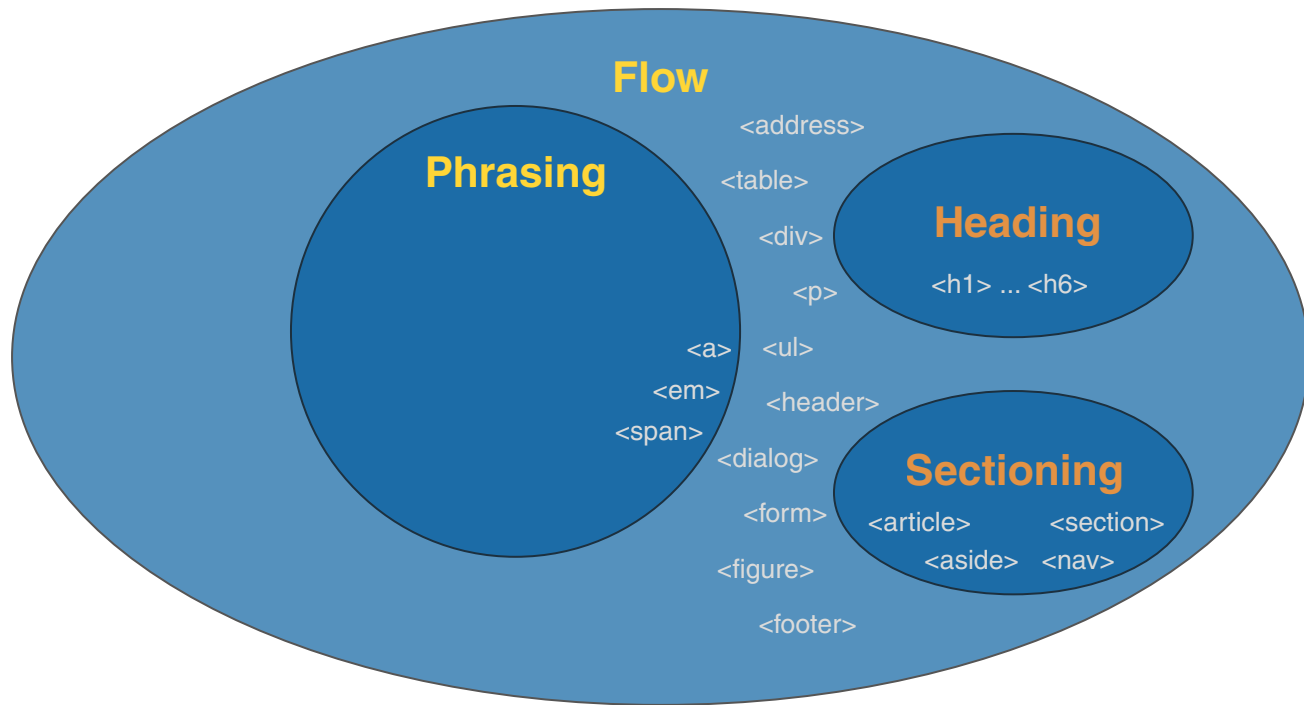 Flow
<address>
Phrasing
<table>
Heading
<div>
<h1> ... <h6>
<p>
<a>
<ul>
<em>
<header>
<span>
<dialog>
Sectioning
<form>
<article>
<section>
<aside>
<nav>
<figure>
<footer>